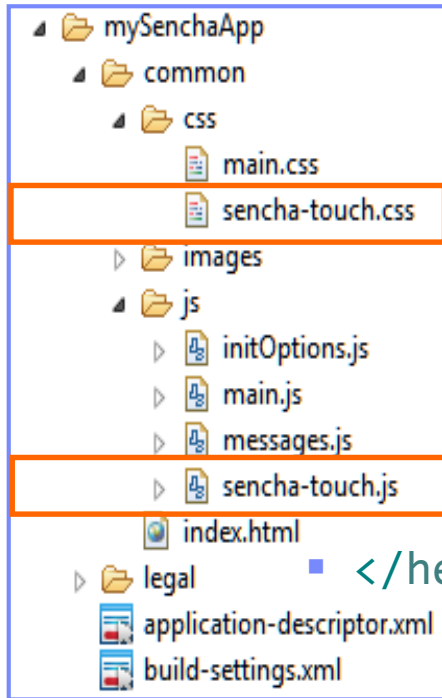 mySenchaApp
common
css
main.css
sencha-touch.css
images
js
initOptions.js
main.js
messages.js
sencha-touch.js
index.html
legal
</he
application-descriptor.xml
build-settings.xml